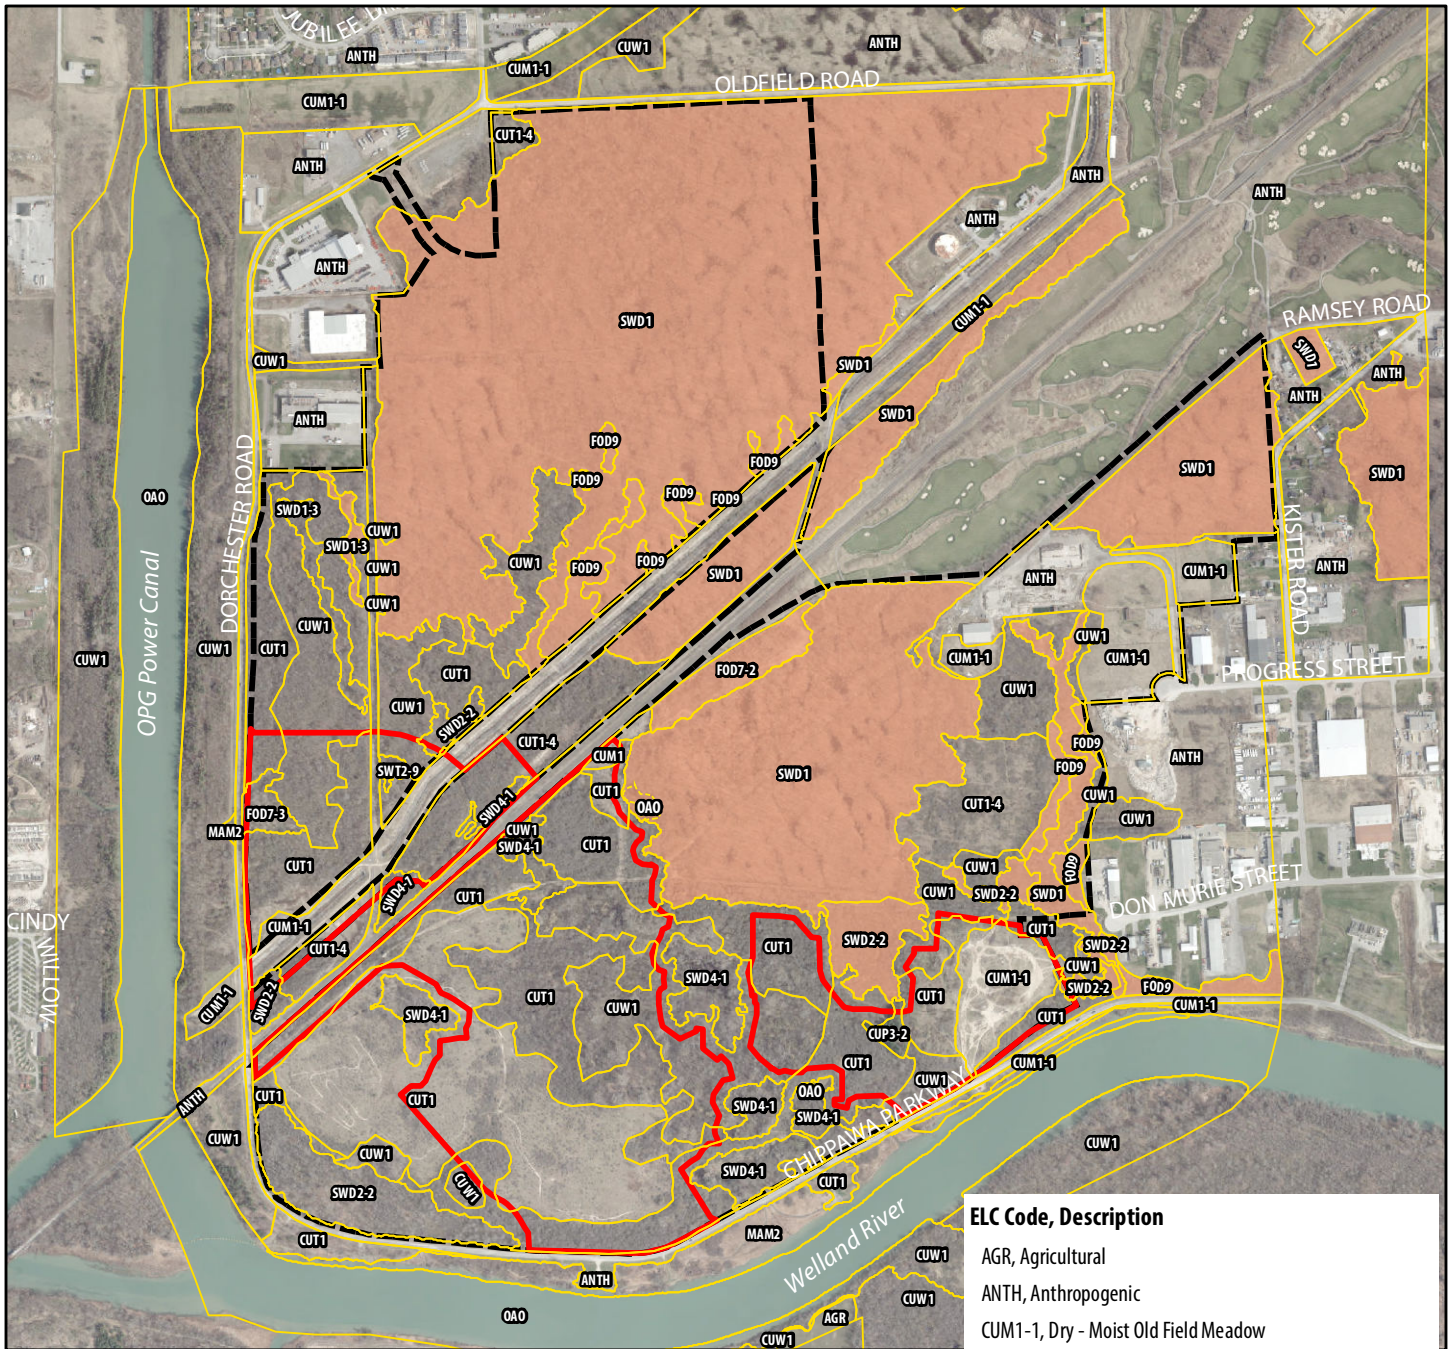 JUBILEE DR
ANTH
CUW1
ANTH
CUM1-1
OLDFIELD ROAD
CUM1-1
CUT1-4
ANTH
ANTH
ANTH
ANTH
ANTH
SWD1
CUM1-1
RAMSEY ROAD
SWD1
CUW1
SWD1
ANTH
ANTH
ANTH
SWD1
FOD9
FOD9
FOD9
SWD1
SWD1
OAO
DORCHESTER ROAD
SWD1-3
FOD9
FOD9
CUW1
SWD1-3
KISTER ROAD
OPG Power Canal
CUW1
CUW1
FOD9
FOD9
SWD1
ANTH
CUM1-1
ANTH
CUW1
CUW1
CUW1
CUT1
CUW1
CUW1
CUM1-1
CUM1-1
FOD7-2
CUT1
PROGRESS STREET
CUW1
CUW1
SWD2-2
CUT1-4
CUM1
FOD9
ANTH
SWT2-9
SWD1
FOD9
CUT1
CUW1
SWD4-1
OAO
CUT1-4
FOD7-3
MAM2
CUW1
SWD4-1
CUT1
CUW1
CUT1
CUW1
FOD9
DON MURIE STREET
SWD4-1
CUT1
CUW1
SWD2-2
SWD1
CINDY
WILLOW
CUM1-1
CUT1-4
CUT1
SWD2-2
CUT1
SWD2-2
CUW1
SWD4-1
CUM1-1
SWD2-2
FOD9
CUM1-1
SWD2-2
CUM1-1
CUT1
CUW1
CUT1
CUT1
SWD4-1
CUP3-2
CUT1
CUM1-1
CUW1
ANTH
CUT1
CUT1
OAO
SWD4-1
SWD4-1
CHIPPAWA PARKWAY
CUW1
CUW1
CUW1
SWD2-2
CUW1
SWD4-1
CUT1
Welland River
CUT1
MAM2
ANTH
OAO
CUW1
CUW1
AGR
CUW1
ELC Code, Description
AGR, Agricultural
ANTH, Anthropogenic
CUM1-1, Dry - Moist Old Field Meadow